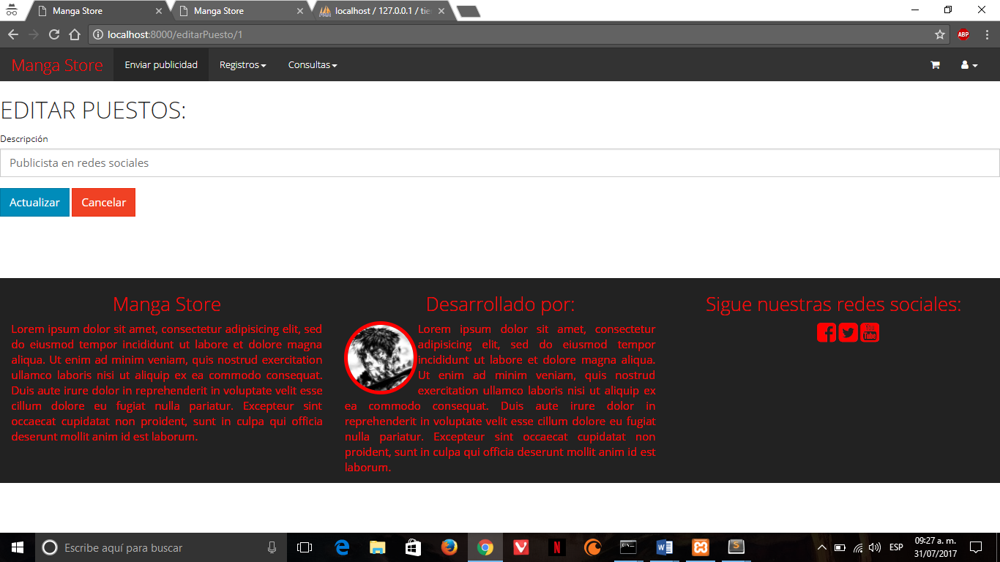 Manga Store
Manga Store
localhost / 127.0.0.1 / tie
localhost:8000/editarPuesto/1
ABP
Manga Store
Enviar publicidad
Registros
Consultas
EDITAR PUESTOS:
Descripción
Publicista en redes sociales
Actualizar
Cancelar
Manga Store
Lorem ipsum dolor sit amet, consectetur adipisicing elit, sed
do eiusmod tempor incididunt ut labore et dolore magna
aliqua. Ut enim ad minim veniam, quis nostrud exercitation
ullamco laboris nisi ut aliquip ex ea commodo consequat.
Duis aute irure dolor in reprehenderit in voluptate velit esse
cillum dolore eu fugiat nulla pariatur. Excepteur sint
occaecat cupidatat non proident, sunt in culpa qui officia
deserunt mollit anim id est laborum.
Desarrollado por:
Lorem ipsum dolor sit amet, consectetur
adipisicing elit, sed do eiusmod tempor
incididunt ut labore et dolore magna aliqua.
Ut enim ad minim veniam, quis nostrud
exercitation ullamco laboris nisi ut aliquip ex
ea commodo consequat. Duis aute irure dolor in
reprehenderit in voluptate velit esse cillum dolore eu fugiat
nulla pariatur. Excepteur sint occaecat cupidatat non
proident, sunt in culpa qui officia deserunt mollit anim id est
laborum.
Sigue nuestras redes sociales:
You
Tube
Escribe aquí para buscar
ESP
09:27 a. m.
31/07/2017